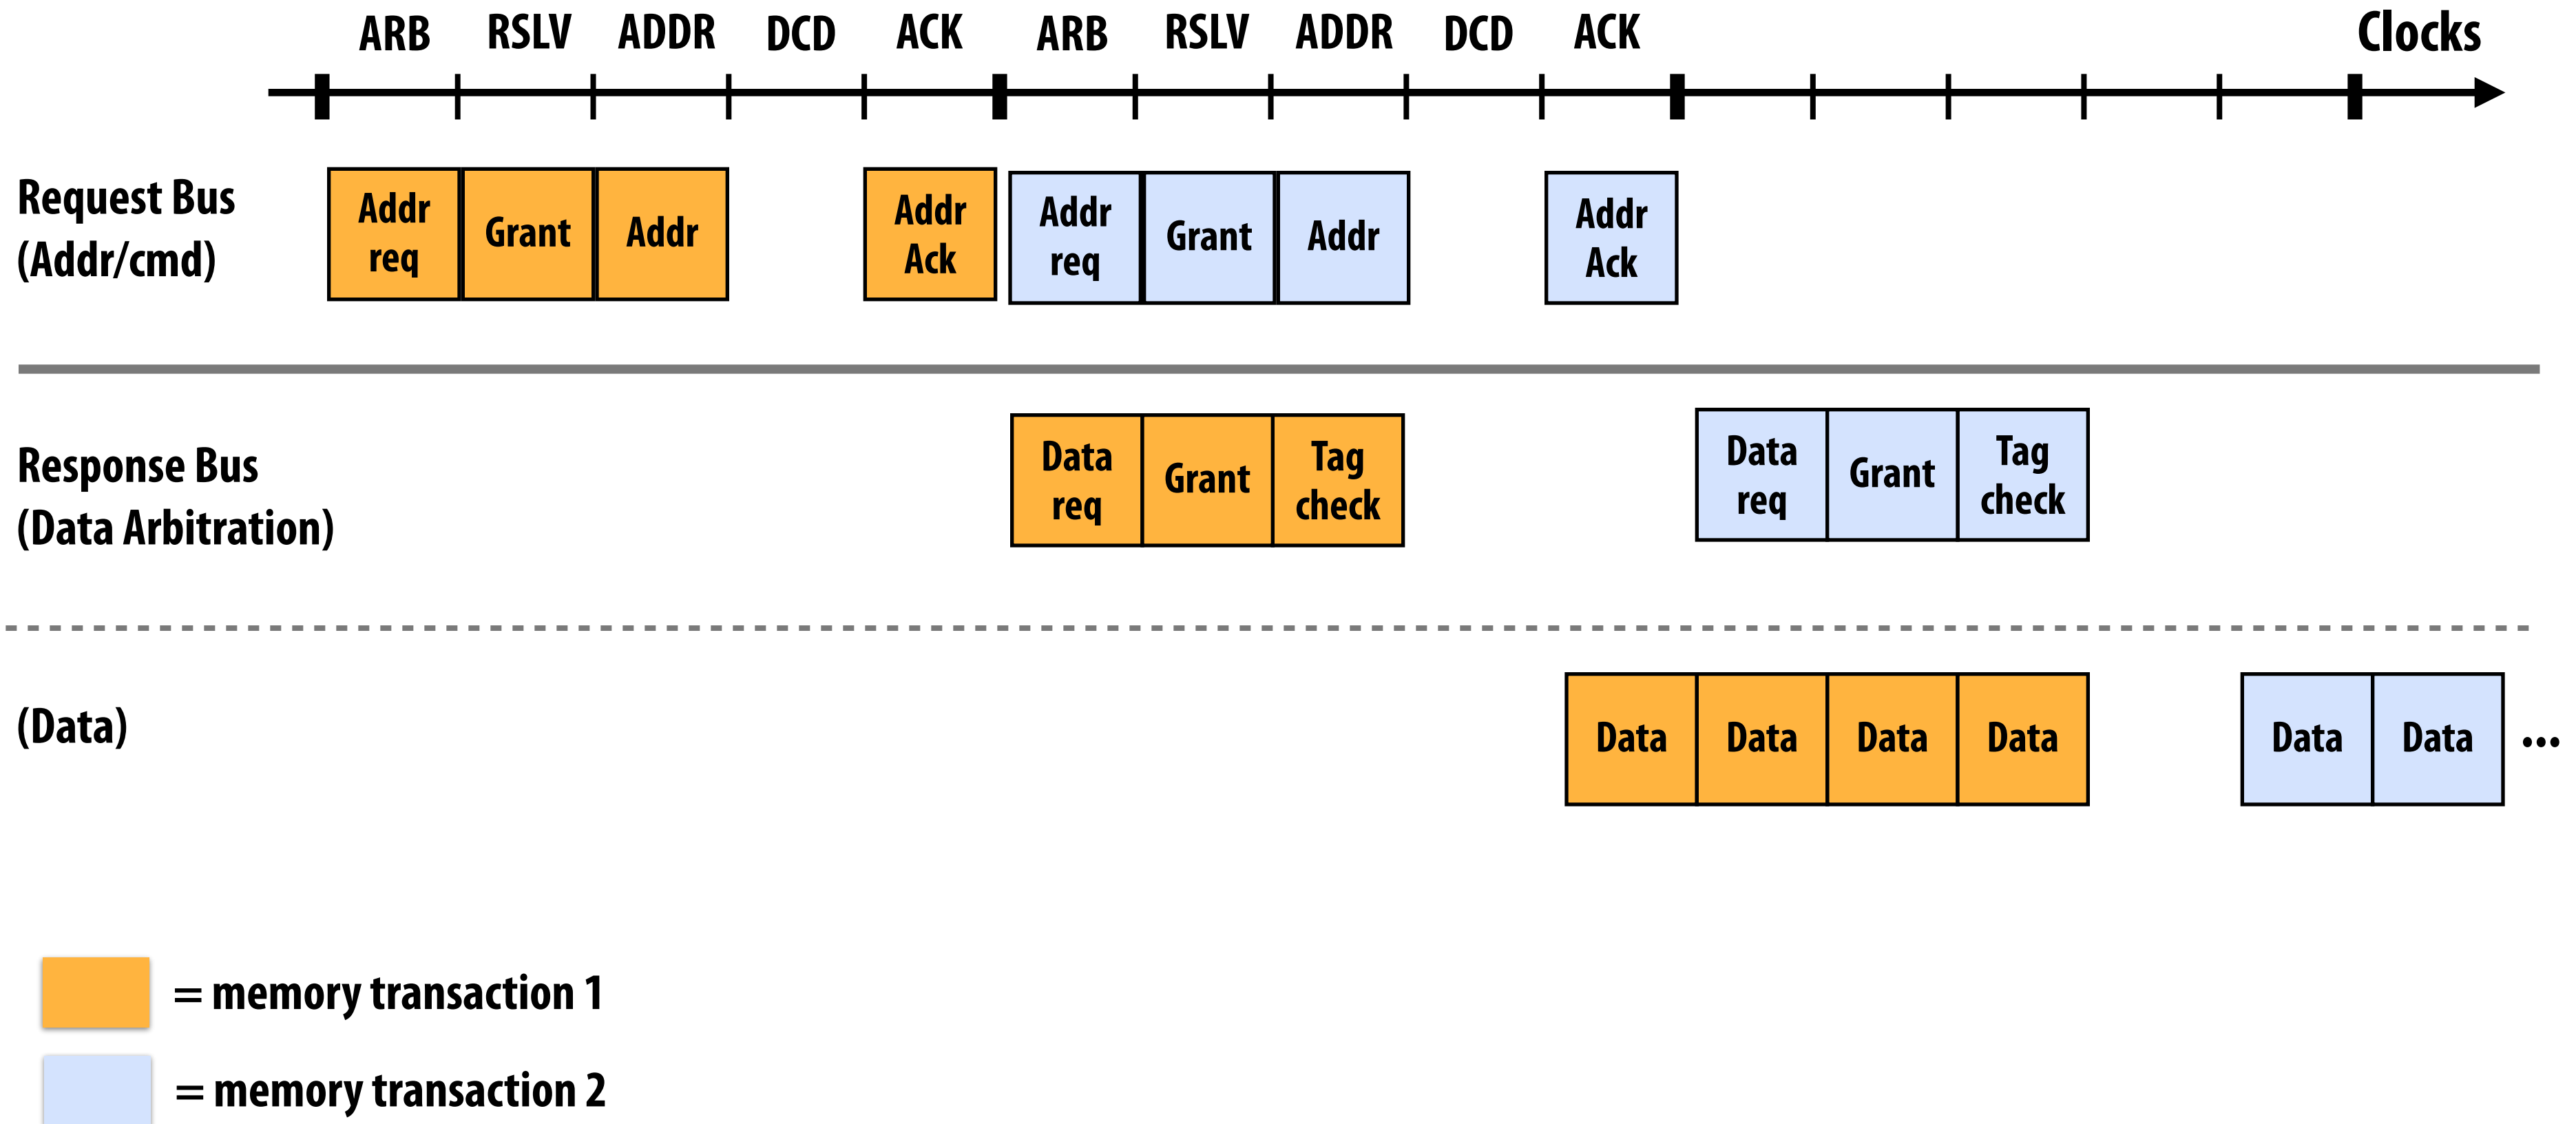 ARB RSLV ADDR DCD ACK ARB RSLV ADDR DCD ACK Clocks
Request Bus
(Addr/cmd)
Addr
req
Grant
Addr
Addr
Ack
Addr
req
Grant
Addr
Addr
Ack
Response Bus
(Data Arbitration)
Data
req
Grant
Tag
check
Data
req
Grant
Tag
check
(Data)
Data
Data
Data
Data
Data
Data
...
= memory transaction 1
= memory transaction 2